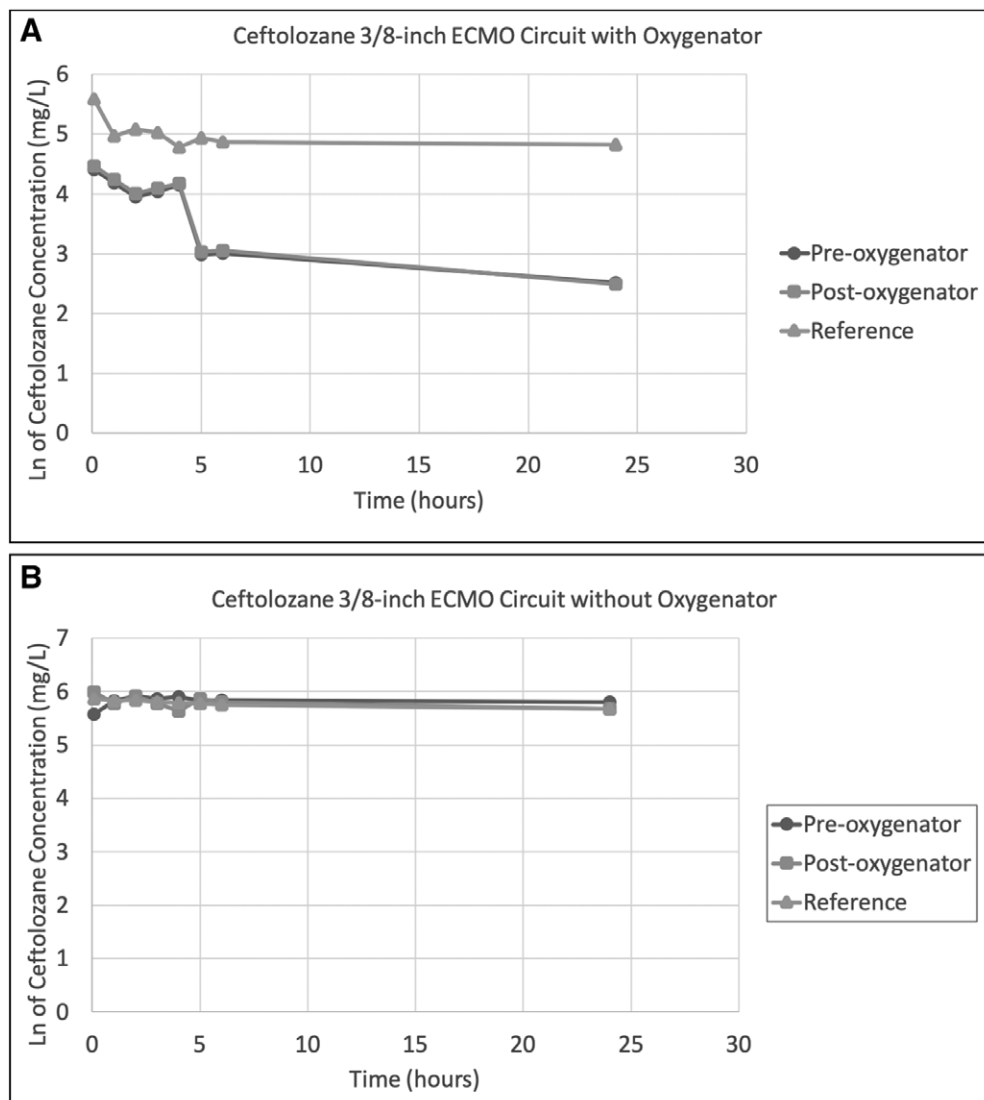 A
Ceftolozane 3/8-inch ECMO Circuit with Oxygenator
Ln of Ceftolozane Concentration (mg/L)
6
5
4
3
2
1
0
0 5 10 15 20 25 30
Time (hours)
Pre-oxygenator
Post-oxygenator
Reference
B
Ceftolozane 3/8-inch ECMO Circuit without Oxygenator
Ln of Ceftolozane Concentration (mg/L)
7
6
5
4
3
2
1
0
0 5 10 15 20 25 30
Time (hours)
Pre-oxygenator
Post-oxygenator
Reference